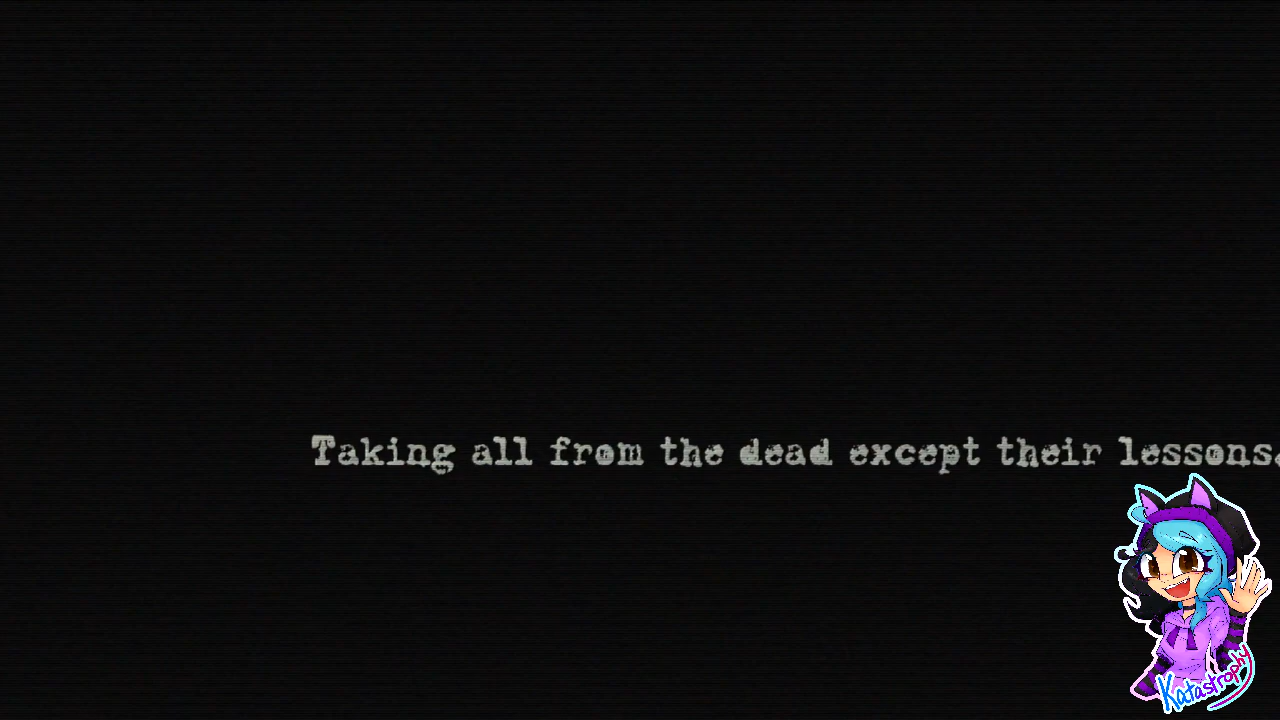 Taking all from the dead except their lessons.
Katastrophy